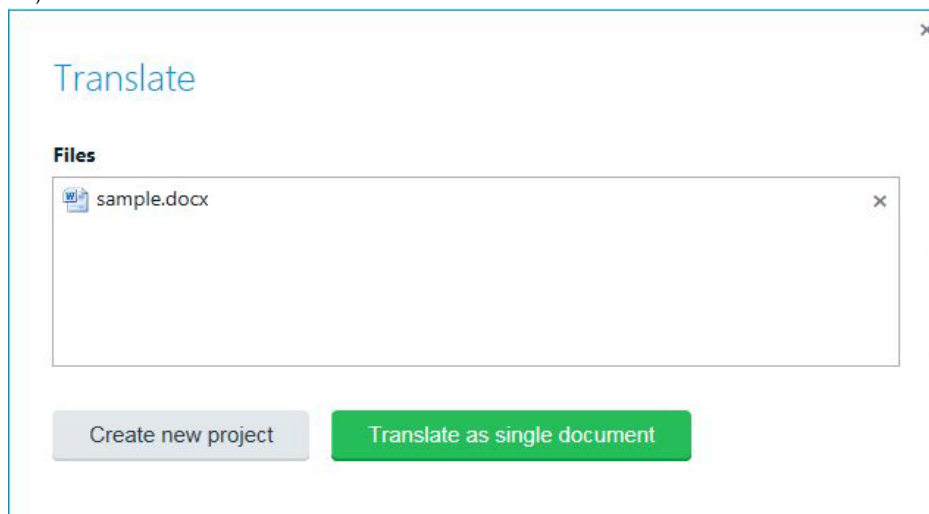 Translate
Files
sample.docx
Create new project
Translate as single document